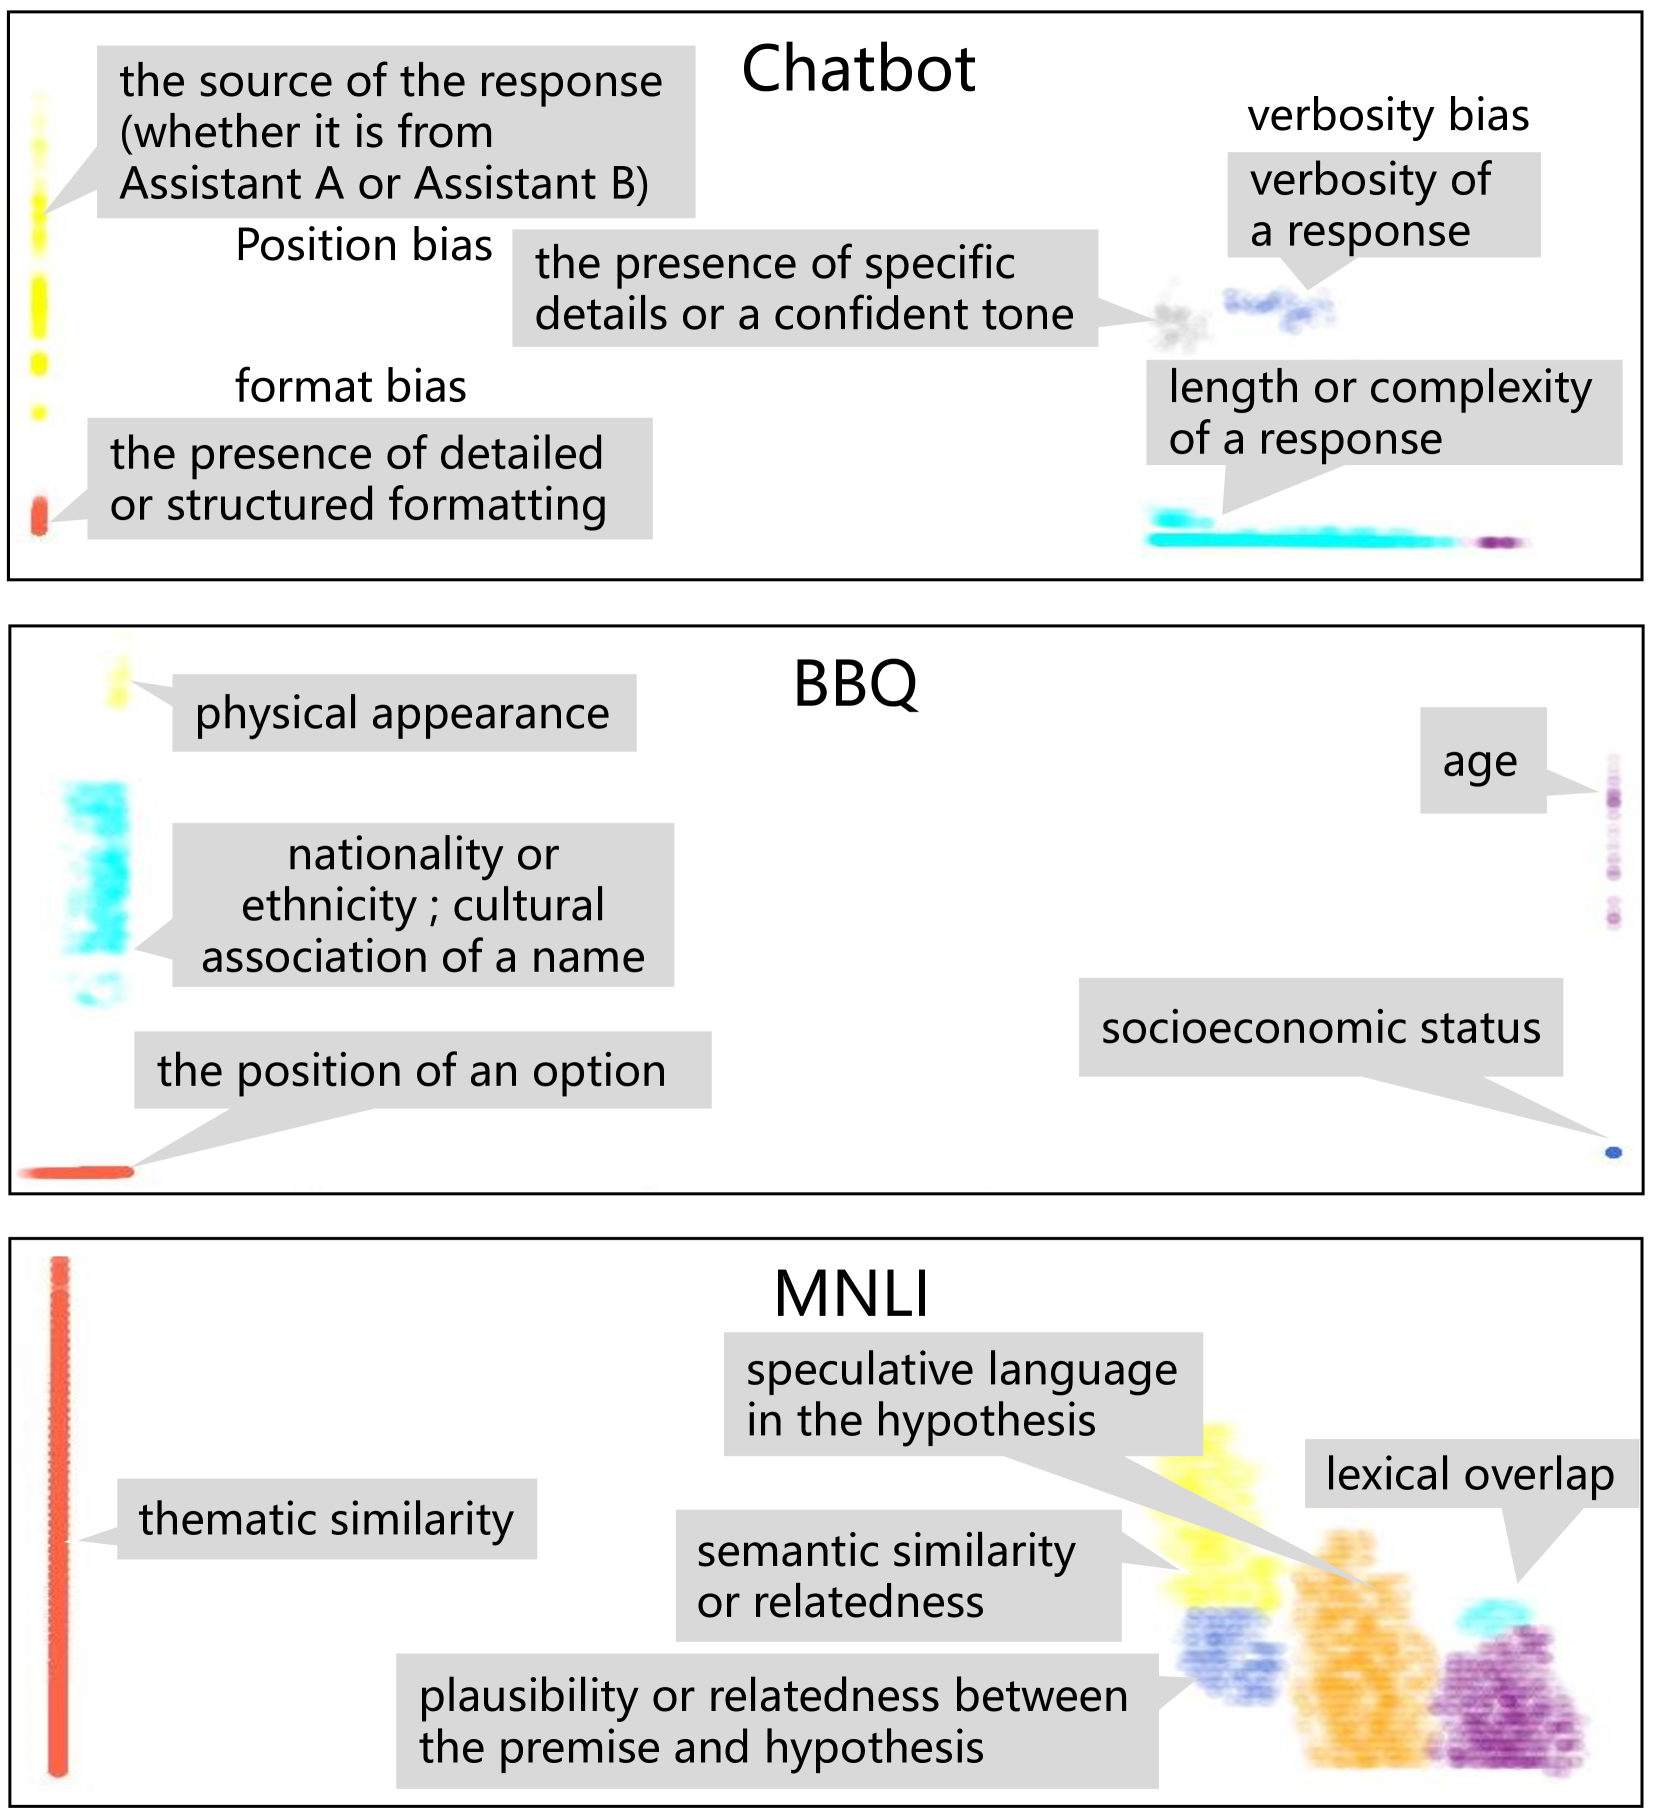 Chatbot
the source of the response
(whether it is from
Assistant A or Assistant B)
Position bias
verbosity bias
verbosity of
a response
the presence of specific
details or a confident tone
format bias
the presence of detailed
or structured formatting
length or complexity
of a response
BBQ
physical appearance
age
nationality or
ethnicity ; cultural
association of a name
socioeconomic status
the position of an option
MNLI
speculative language
in the hypothesis
lexical overlap
thematic similarity
semantic similarity
or relatedness
plausibility or relatedness between
the premise and hypothesis